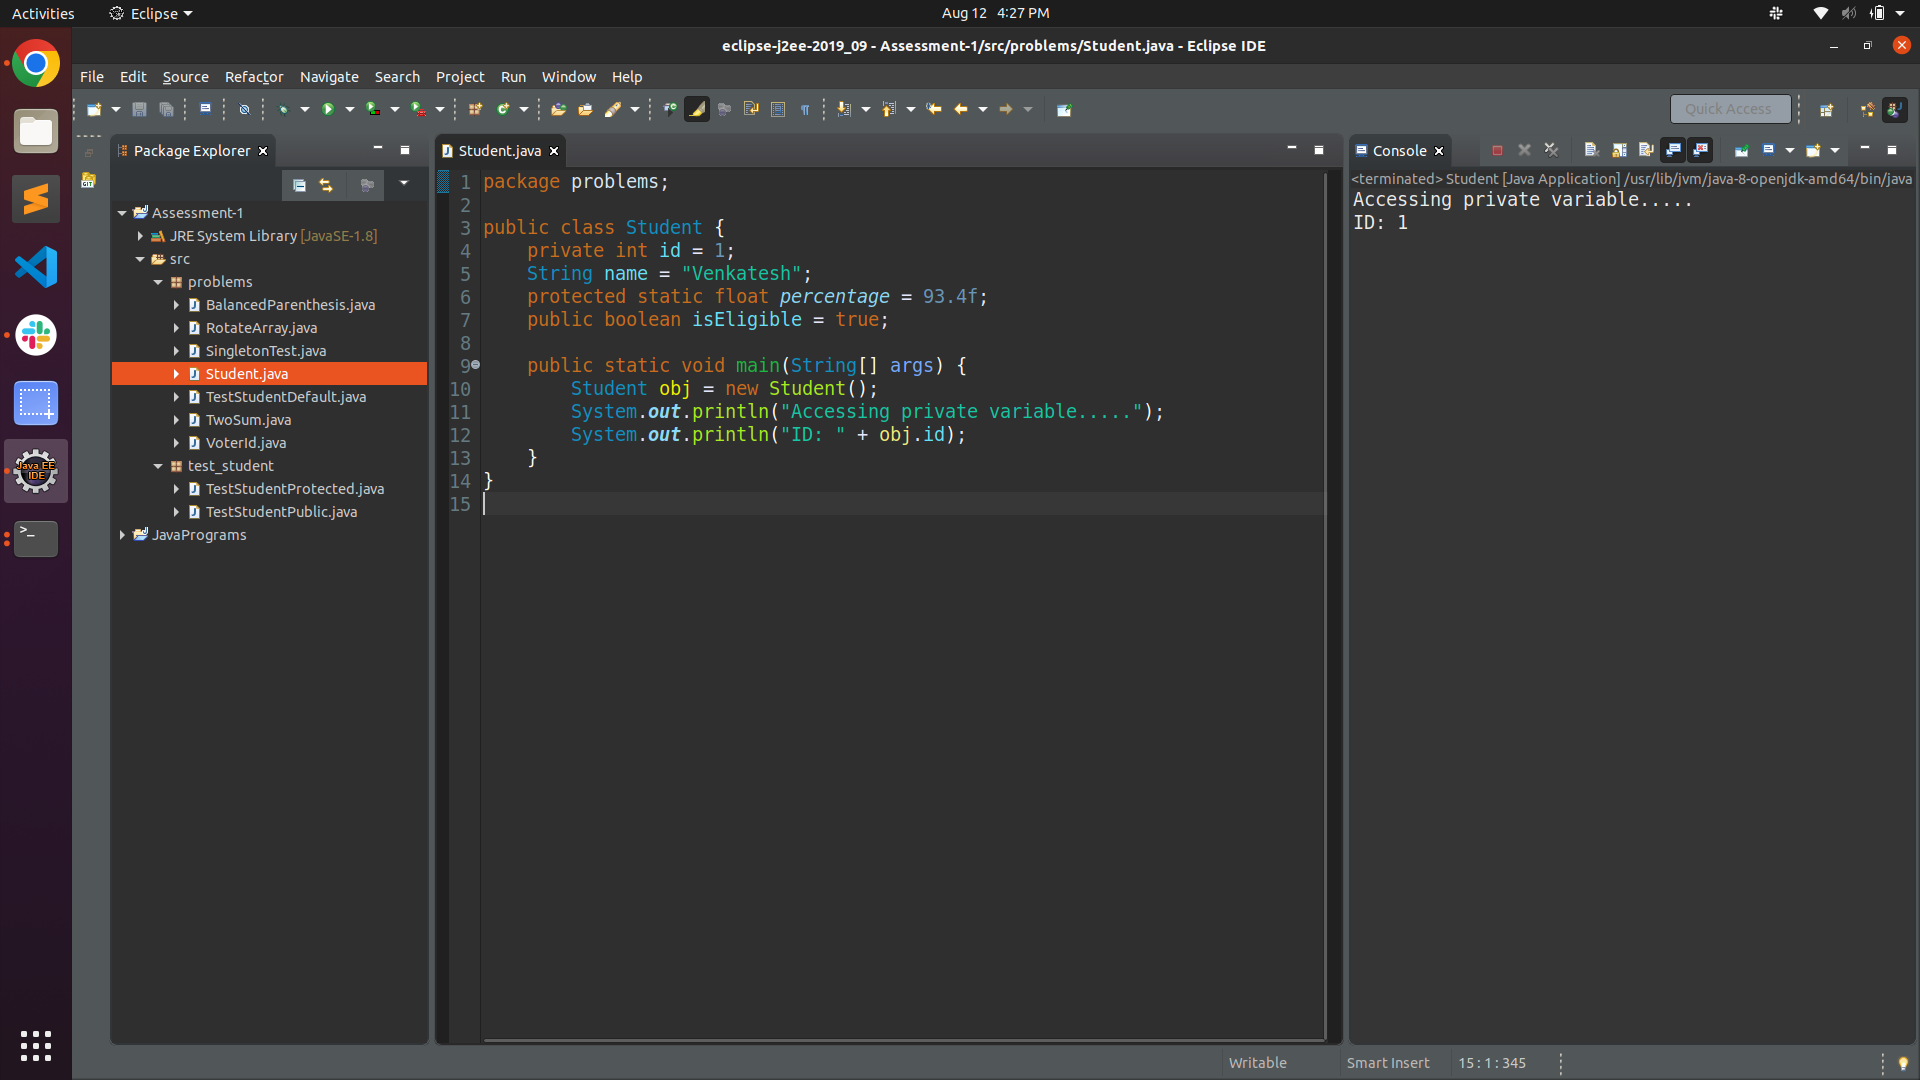 Activities
Eclipse
Aug 12 4:27 PM
eclipse-j2ee-2019_09 - Assessment-1/src/problems/Student.java - Eclipse IDE
File Edit Source Refactor Navigate Search Project Run Window Help
Quick Access
Package Explorer
Assessment-1
JRE System Library [JavaSE-1.8]
src
problems
BalancedParenthesis.java
RotateArray.java
SingletonTest.java
Student.java
TestStudentDefault.java
TwoSum.java
VoterId.java
test_student
TestStudentProtected.java
TestStudentPublic.java
JavaPrograms
Student.java
1 package problems;
2
3 public class Student {
4     private int id = 1;
5     String name = "Venkatesh";
6     protected static float percentage = 93.4f;
7     public boolean isEligible = true;
8
9     public static void main(String[] args) {
10         Student obj = new Student();
11         System.out.println("Accessing private variable.....");
12         System.out.println("ID: " + obj.id);
13     }
14 }
15
Console
<terminated> Student [Java Application] /usr/lib/jvm/java-8-openjdk-amd64/bin/java
Accessing private variable.....
ID: 1
Java EE
IDE
GIT
Writable
Smart Insert
15 : 1 : 345